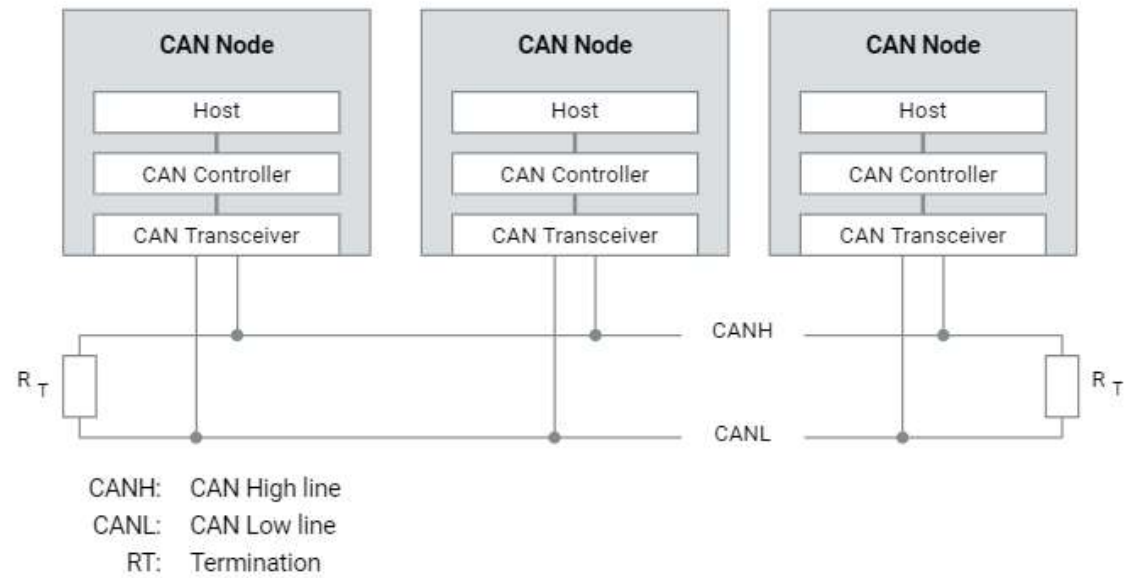 CAN Node CAN Node CAN Node
Host Host Host
CAN Controller CAN Controller CAN Controller
CAN Transceiver CAN Transceiver CAN Transceiver
CANH
R T R T
CANL
CANH: CAN High line
CANL: CAN Low line
RT: Termination